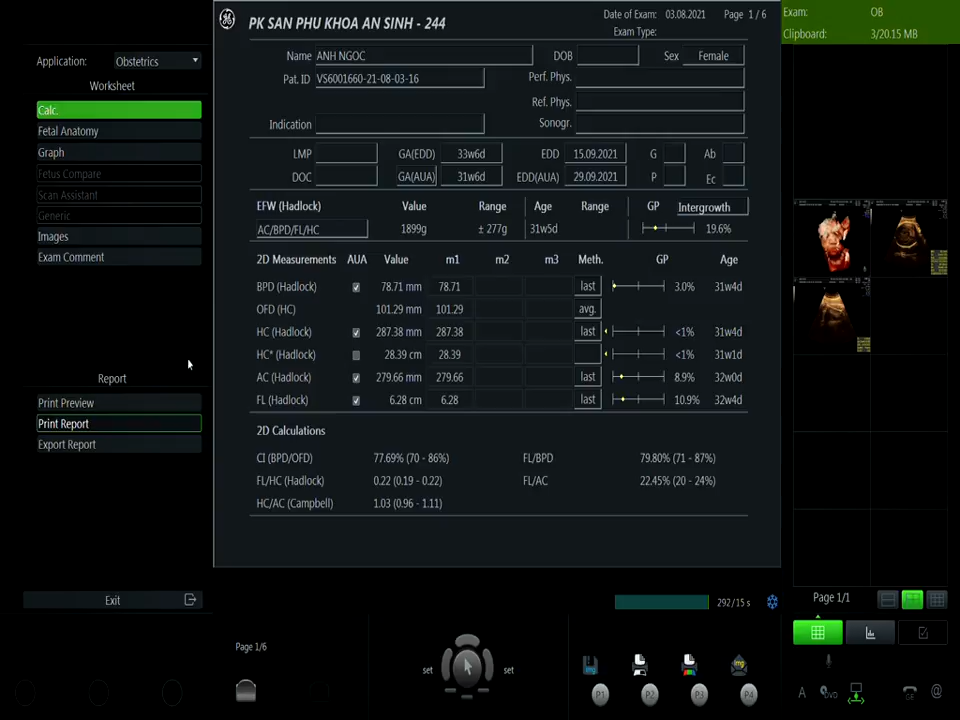 Application: Obstetrics
Worksheet
Calc.
Fetal Anatomy
Graph
Fetus Compare
Scan Assistant
Generic
Images
Exam Comment
Report
Print Preview
Print Report
Export Report
Exit
PK SAN PHU KHOA AN SINH - 244
Date of Exam: 03.08.2021 Page 1 / 6
Exam Type:
Name ANH NGOC DOB Sex Female
Pat. ID VS6001660-21-08-03-16 Perf. Phys.
Ref. Phys.
Indication Sonogr.
LMP GA(EDD) 33w6d EDD 15.09.2021 G Ab
DOC GA(AUA) 31w6d EDD(AUA) 29.09.2021 P Ec
EFW (Hadlock) Value Range Age Range GP Intergrowth
AC/BPD/FL/HC 1899g ± 277g 31w5d 19.6%
2D Measurements AUA Value m1 m2 m3 Meth. GP Age
BPD (Hadlock) 78.71 mm 78.71 last 3.0% 31w4d
OFD (HC) 101.29 mm 101.29 avg.
HC (Hadlock) 287.38 mm 287.38 last <1% 31w4d
HC* (Hadlock) 28.39 cm 28.39 <1% 31w1d
AC (Hadlock) 279.66 mm 279.66 last 8.9% 32w0d
FL (Hadlock) 6.28 cm 6.28 last 10.9% 32w4d
2D Calculations
CI (BPD/OFD) 77.69% (70 - 86%) FL/BPD 79.80% (71 - 87%)
FL/HC (Hadlock) 0.22 (0.19 - 0.22) FL/AC 22.45% (20 - 24%)
HC/AC (Campbell) 1.03 (0.96 - 1.11)
Exam: OB
Clipboard: 3/20.15 MB
Page 1/1
292/15 s
Page 1/6
set set
P1 P2 P3 P4
A DVD @